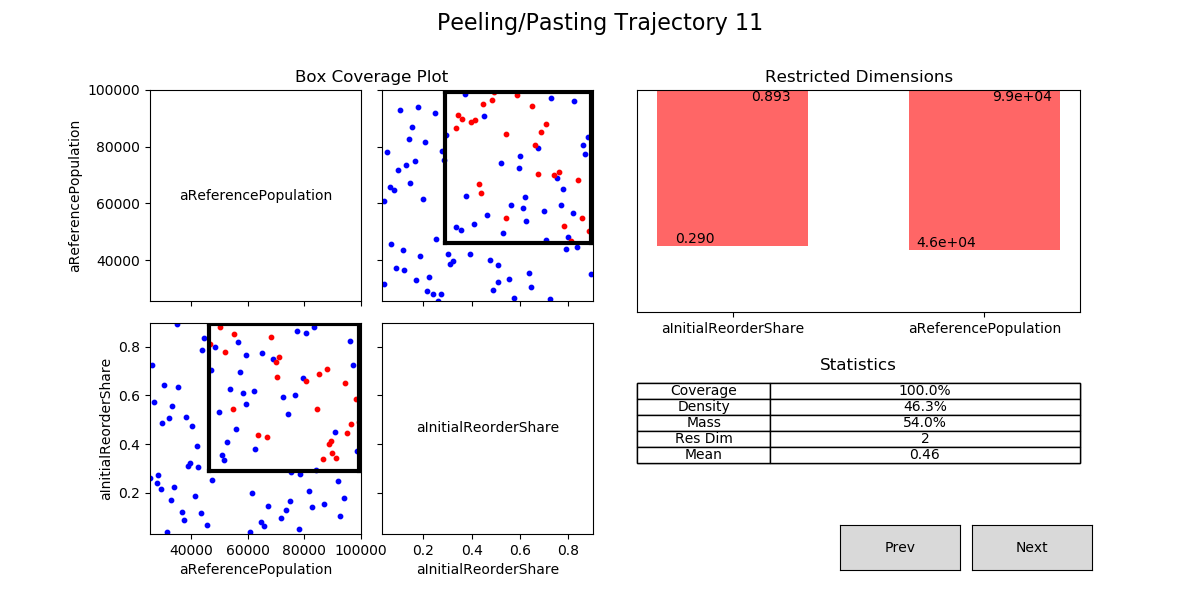 Peeling/Pasting Trajectory 11
Box Coverage Plot
aReferencePopulation
100000
80000
60000
40000
aReferencePopulation
0.2
0.4
0.6
0.8
aInitialReorderShare
40000 60000 80000 100000
aReferencePopulation
aInitialReorderShare
0.2 0.4 0.6 0.8
aInitialReorderShare
Restricted Dimensions
0.893 9.9e+04
0.290 4.6e+04
aInitialReorderShare aReferencePopulation
Statistics
Coverage 100.0%
Density 46.3%
Mass 54.0%
Res Dim 2
Mean 0.46
Prev Next